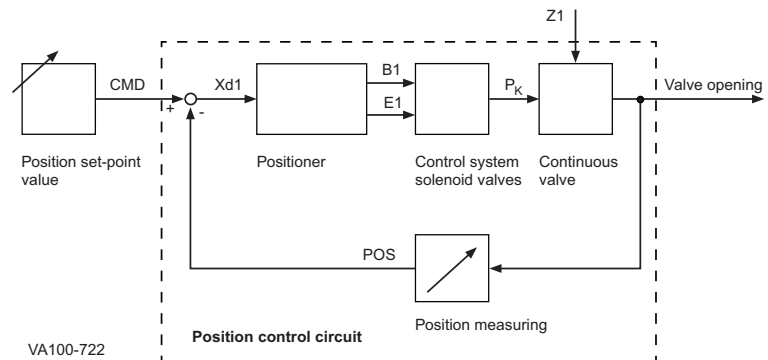 Z1
CMD
Xd1
B1
E1
PK
Valve opening
+
-
Position set-point
value
Positioner
Control system
solenoid valves
Continuous
valve
POS
Position measuring
Position control circuit
VA100-722